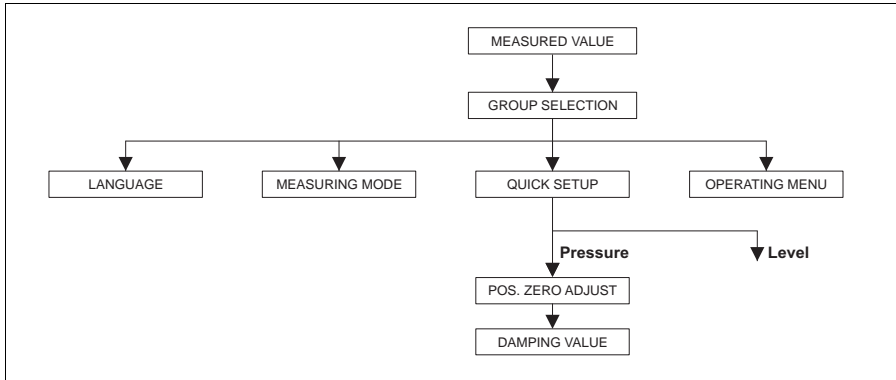 MEASURED VALUE
GROUP SELECTION
LANGUAGE
MEASURING MODE
QUICK SETUP
OPERATING MENU
Pressure
Level
POS. ZERO ADJUST
DAMPING VALUE